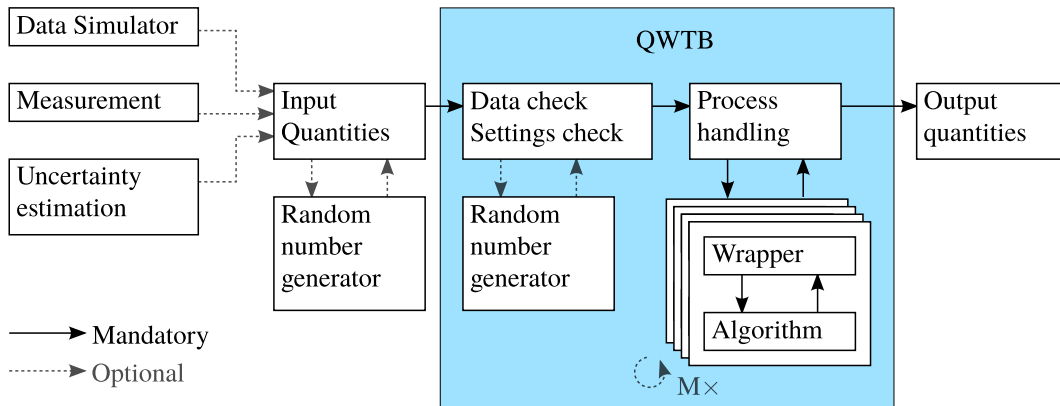 Data Simulator
QWTB
Measurement
Input
Quantities
Data check
Settings check
Process
handling
Output
quantities
Uncertainty
estimation
Random
number
generator
Random
number
generator
Wrapper
Algorithm
Mandatory
Optional
M×